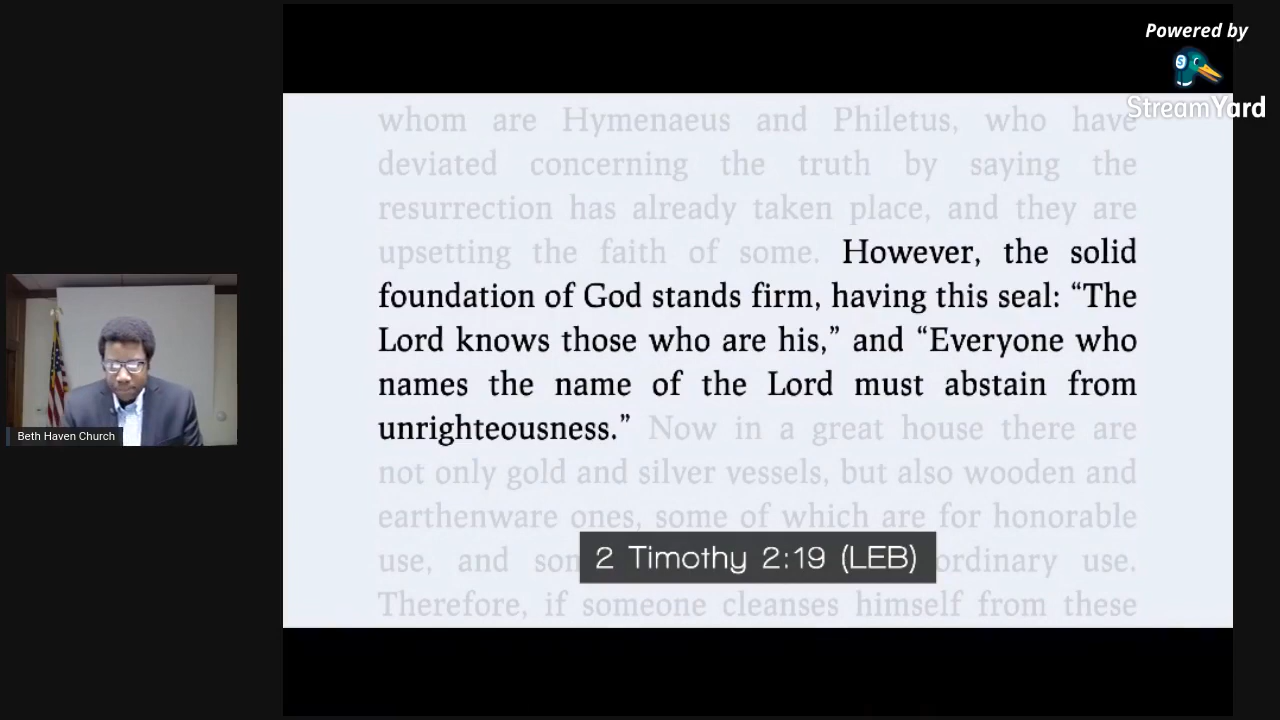 Powered by
StreamYard
whom are Hymenaeus and Philetus, who have
deviated concerning the truth by saying the
resurrection has already taken place, and they are
upsetting the faith of some. However, the solid
foundation of God stands firm, having this seal: “The
Lord knows those who are his,” and “Everyone who
names the name of the Lord must abstain from
unrighteousness.” Now in a great house there are
not only gold and silver vessels, but also wooden and
earthenware ones, some of which are for honorable
use, and som ordinary use.
2 Timothy 2:19 (LEB)
Therefore, if someone cleanses himself from these
Beth Haven Church